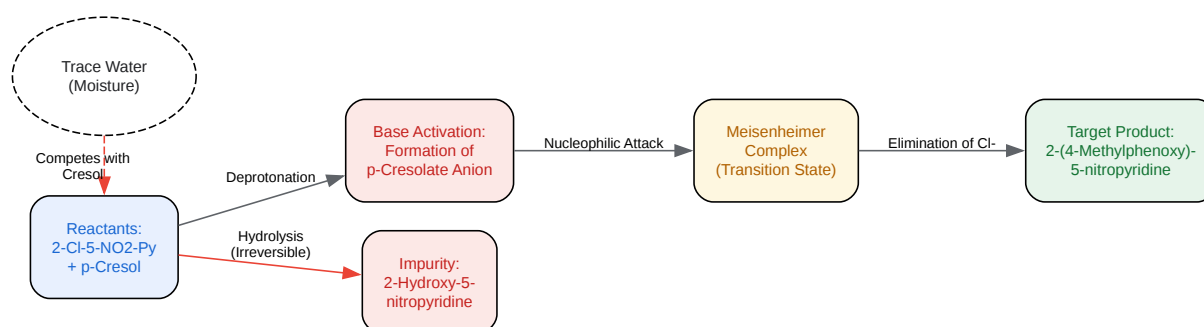 Trace Water
(Moisture)
Competes with
Cresol
Reactants:
2-Cl-5-NO2-Py
+ p-Cresol
Deprotonation
Hydrolysis
(Irreversible)
Base Activation:
Formation of
p-Cresolate Anion
Impurity:
2-Hydroxy-5-
nitropyridine
Nucleophilic Attack
Meisenheimer
Complex
(Transition State)
Elimination of Cl-
Target Product:
2-(4-Methylphenoxy)-
5-nitropyridine